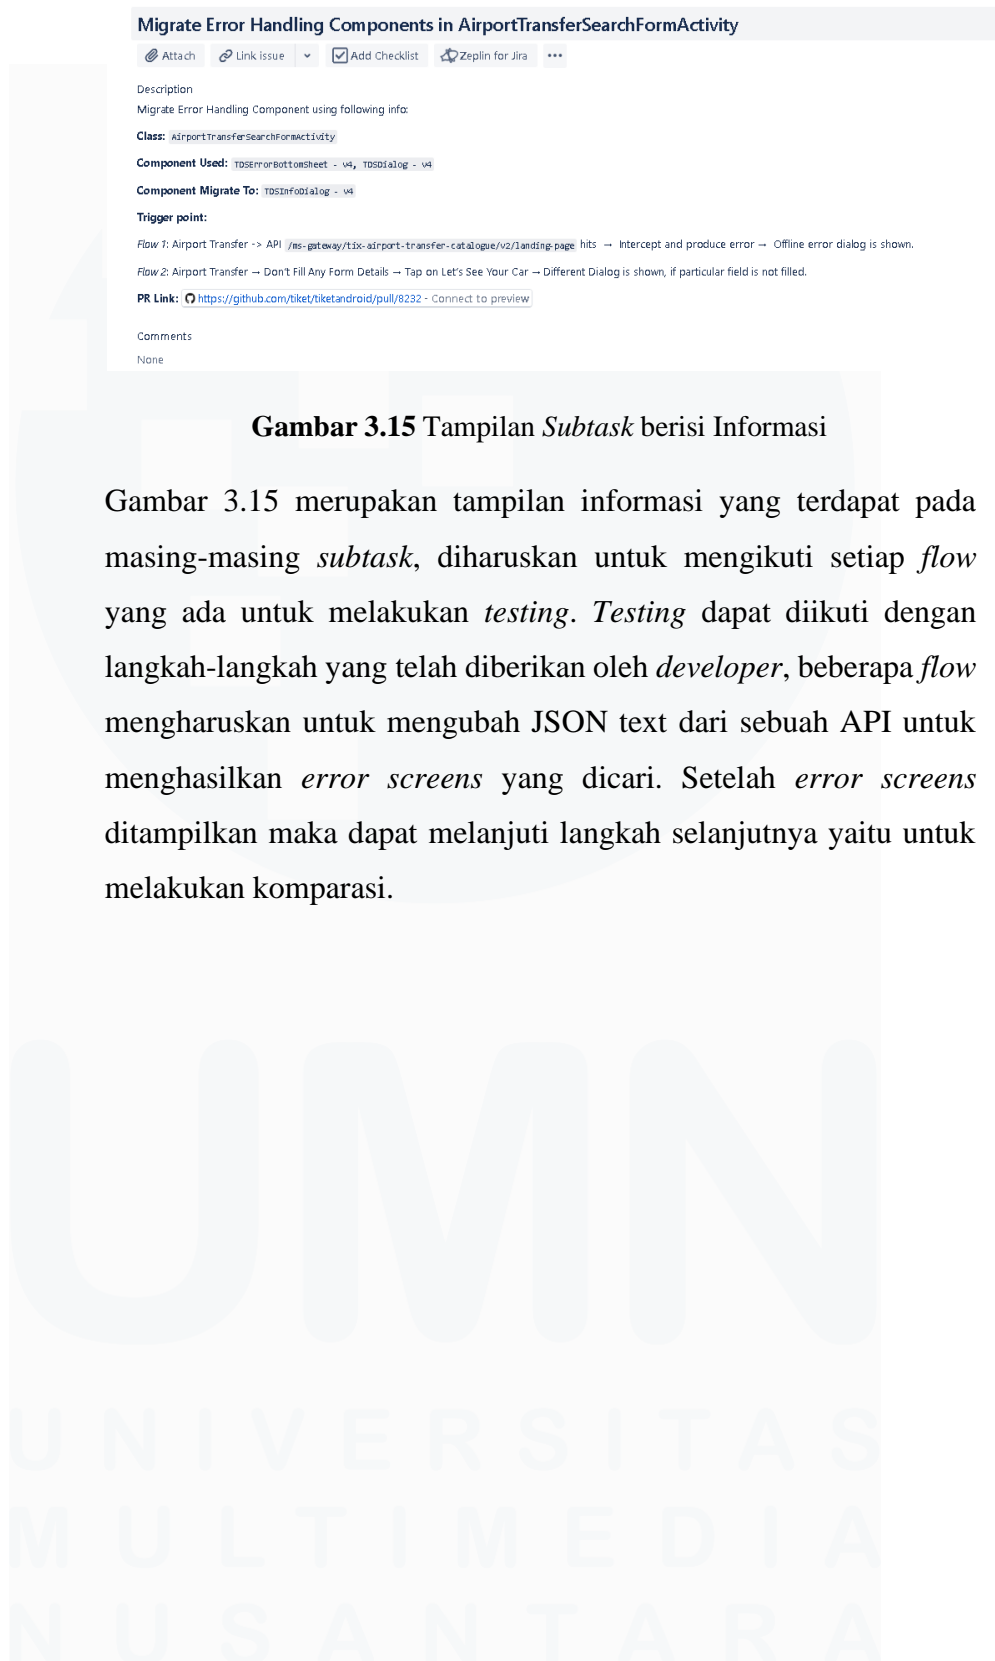 Migrate Error Handling Components in AirportTransferSearchFormActivity
Attach Link issue Add Checklist Zeplin for Jira
Description
Migrate Error Handling Component using following info:
Class: AirportTransferSearchFormActivity
Component Used: TDSErrorBottomSheet - v4, TDSDialog - v4
Component Migrate To: TDSInfoDialog - v4
Trigger point:
Flow 1: Airport Transfer -> API /ms-gateway/tix-airport-transfer-catalogue/v2/landing-page hits → Intercept and produce error → Offline error dialog is shown.
Flow 2: Airport Transfer → Don't Fill Any Form Details → Tap on Let's See Your Car → Different Dialog is shown, if particular field is not filled.
PR Link: https://github.com/tiket/tiketandroid/pull/8232 - Connect to preview
Comments
None
Gambar 3.15 Tampilan Subtask berisi Informasi
Gambar 3.15 merupakan tampilan informasi yang terdapat pada
masing-masing subtask, diharuskan untuk mengikuti setiap flow
yang ada untuk melakukan testing. Testing dapat diikuti dengan
langkah-langkah yang telah diberikan oleh developer, beberapa flow
mengharuskan untuk mengubah JSON text dari sebuah API untuk
menghasilkan error screens yang dicari. Setelah error screens
ditampilkan maka dapat melanjuti langkah selanjutnya yaitu untuk
melakukan komparasi.
UMN
UNIVERSITAS
MULTIMEDIA
NUSANTARA